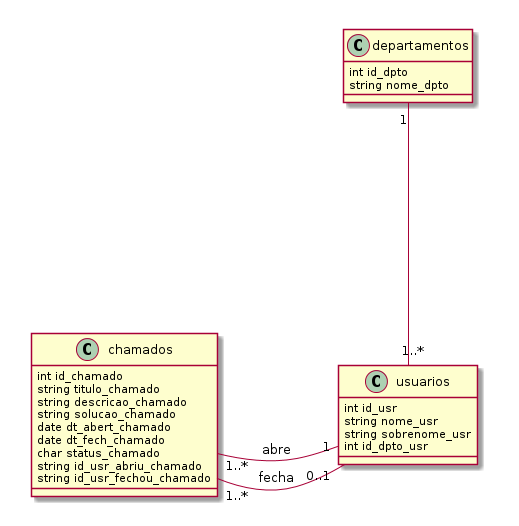 C departamentos
int id_dpto
string nome_dpto
1
1..*
C chamados
int id_chamado
string titulo_chamado
string descricao_chamado
string solucao_chamado
date dt_abert_chamado
date dt_fech_chamado
char status_chamado
string id_usr_abriu_chamado
string id_usr_fechou_chamado
C usuarios
int id_usr
string nome_usr
string sobrenome_usr
int id_dpto_usr
abre
1
1..*
fecha
0..1
1..*